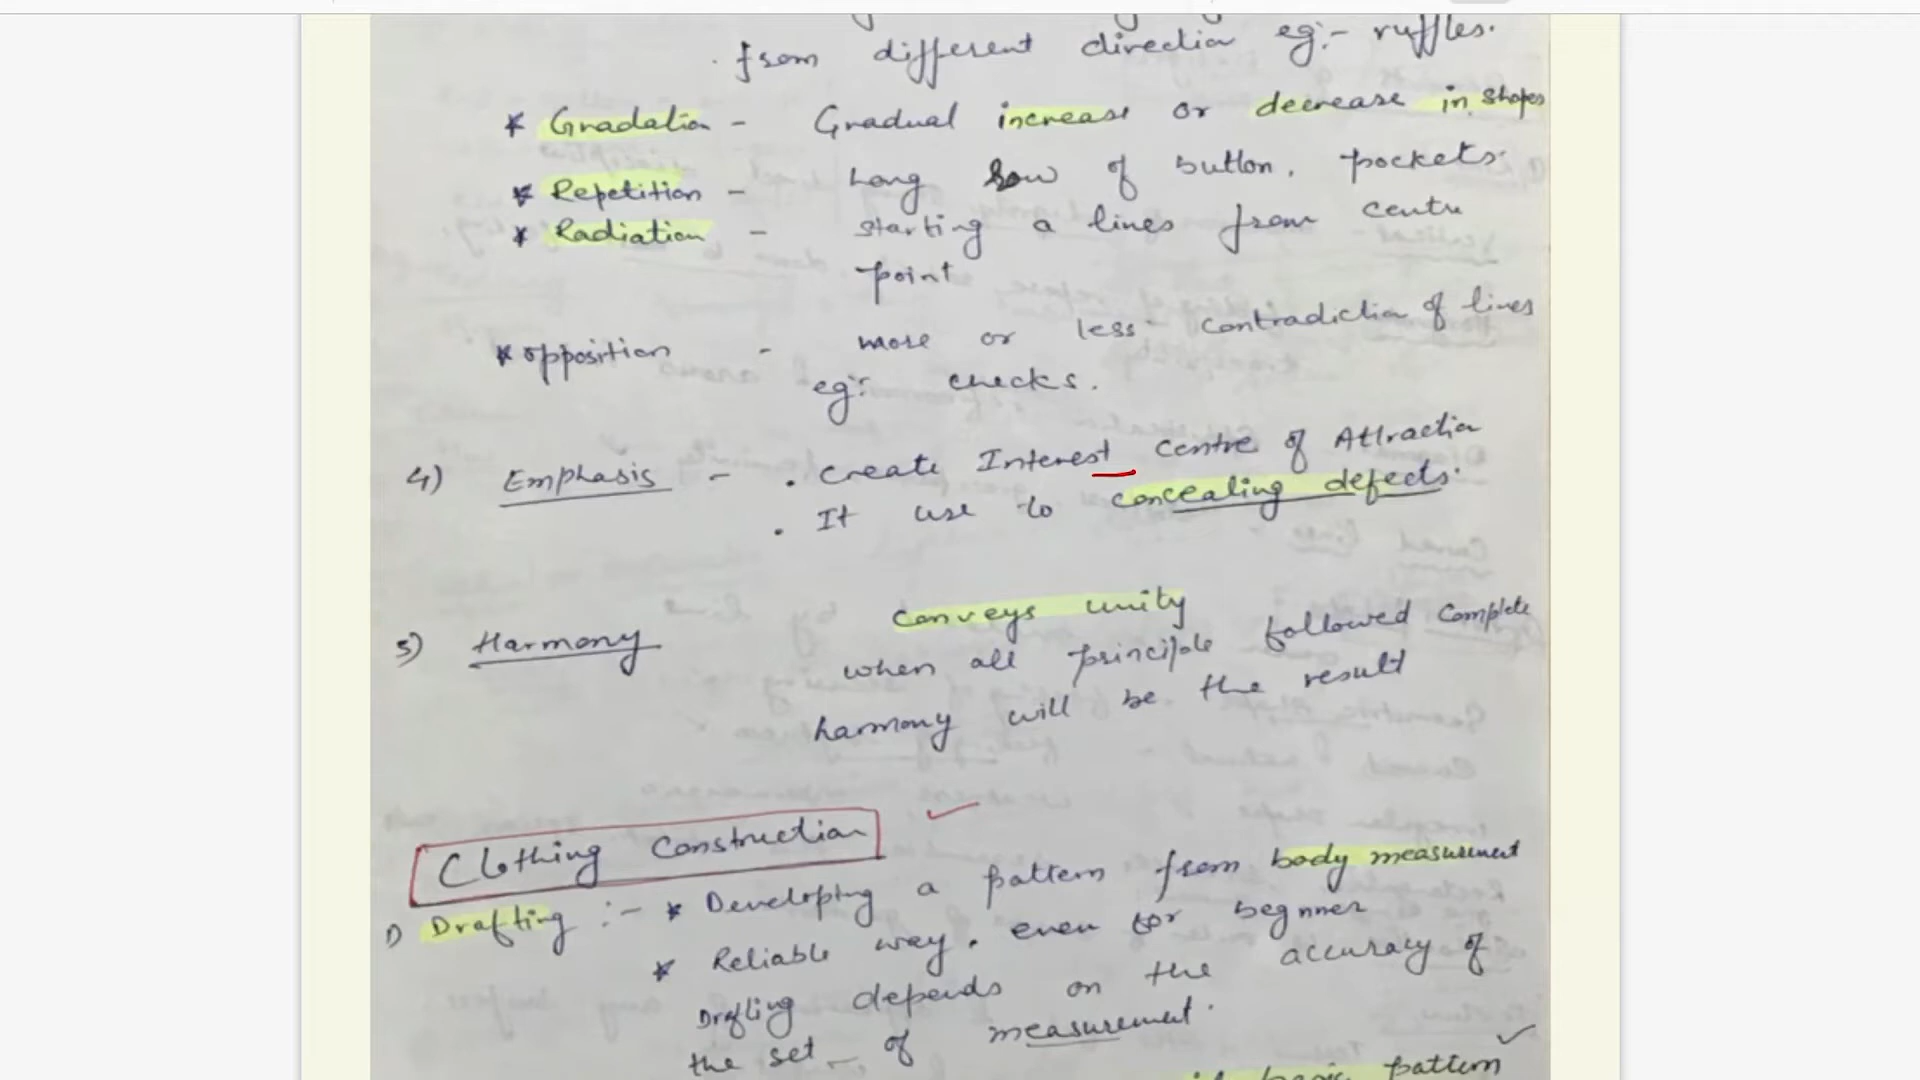 from different direction eg:- ruffles.
* Gradation - Gradual increase or decrease in shapes
* Repetition - Long row of button, pockets.
* Radiation - starting a lines from centre
point
* opposition - more or less contradiction of lines
eg:- checks.
4) Emphasis - . Create Interest Centre of Attraction
. It use to concealing defects.
5) Harmony conveys unity
when all principle followed complete
harmony will be the result
Clothing Construction
1) Drafting :- * Developing a pattern from body measurement
* Reliable way. even for beginner
Drafting depends on the accuracy of
the set of measurement.
basic pattern